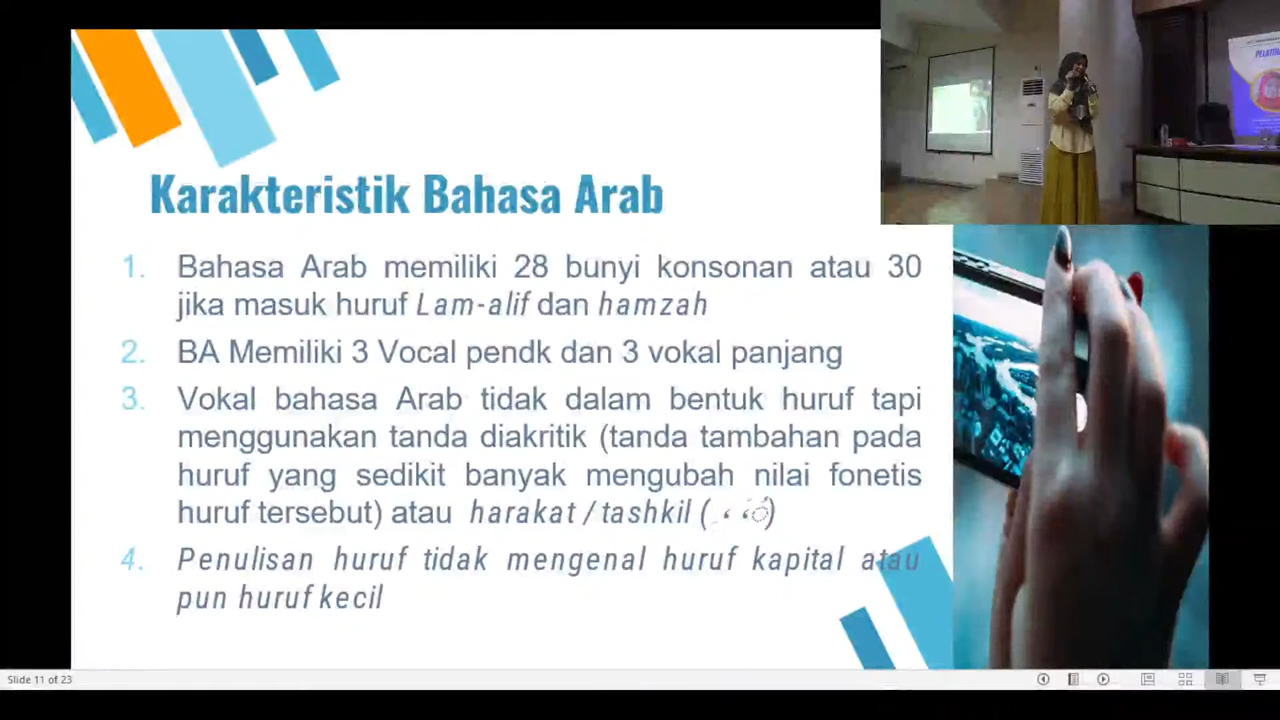 PELATIH
Karakteristik Bahasa Arab
1. Bahasa Arab memiliki 28 bunyi konsonan atau 30
jika masuk huruf Lam-alif dan hamzah
2. BA Memiliki 3 Vocal pendk dan 3 vokal panjang
3. Vokal bahasa Arab tidak dalam bentuk huruf tapi
menggunakan tanda diakritik (tanda tambahan pada
huruf yang sedikit banyak mengubah nilai fonetis
huruf tersebut) atau harakat / tashkil
4. Penulisan huruf tidak mengenal huruf kapital atau
pun huruf kecil
Slide 11 of 23